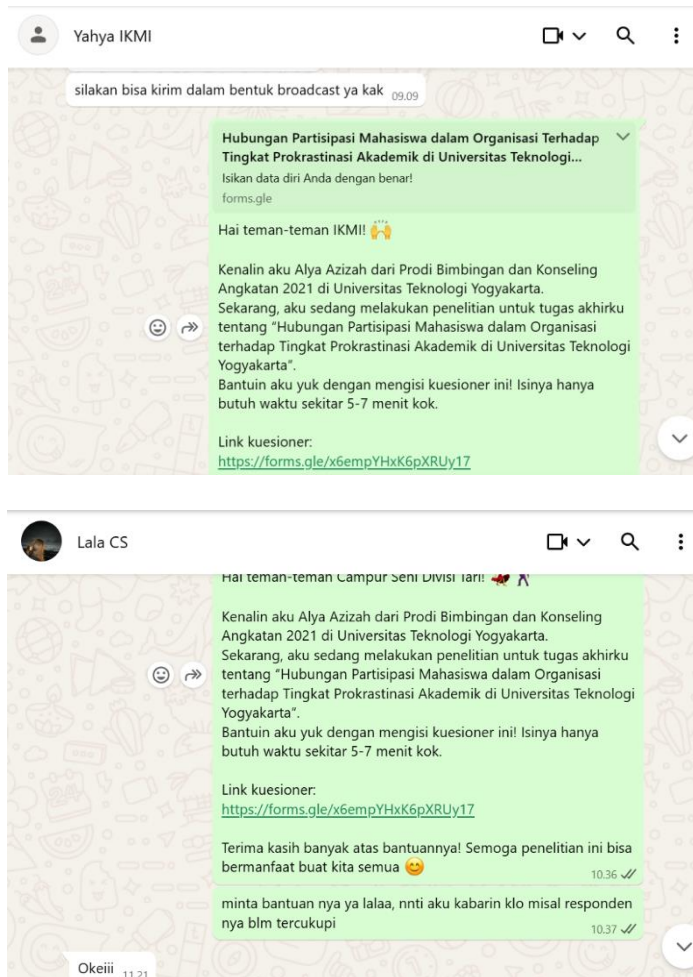 Yahya IKMI
silakan bisa kirim dalam bentuk broadcast ya kak 09.09
Hubungan Partisipasi Mahasiswa dalam Organisasi Terhadap
Tingkat Prokrastinasi Akademik di Universitas Teknologi...
Isikan data diri Anda dengan benar!
forms.gle
Hai teman-teman IKMI! 🙌
Kenalin aku Alya Azizah dari Prodi Bimbingan dan Konseling
Angkatan 2021 di Universitas Teknologi Yogyakarta.
Sekarang, aku sedang melakukan penelitian untuk tugas akhirku
tentang “Hubungan Partisipasi Mahasiswa dalam Organisasi
terhadap Tingkat Prokrastinasi Akademik di Universitas Teknologi
Yogyakarta”.
Bantuin aku yuk dengan mengisi kuesioner ini! Isinya hanya
butuh waktu sekitar 5-7 menit kok.
Link kuesioner:
https://forms.gle/x6empYHxK6pXRUy17
Lala CS
Hai teman-teman Campur Seni Divisi Tari! 💃🕺
Kenalin aku Alya Azizah dari Prodi Bimbingan dan Konseling
Angkatan 2021 di Universitas Teknologi Yogyakarta.
Sekarang, aku sedang melakukan penelitian untuk tugas akhirku
tentang “Hubungan Partisipasi Mahasiswa dalam Organisasi
terhadap Tingkat Prokrastinasi Akademik di Universitas Teknologi
Yogyakarta”.
Bantuin aku yuk dengan mengisi kuesioner ini! Isinya hanya
butuh waktu sekitar 5-7 menit kok.
Link kuesioner:
https://forms.gle/x6empYHxK6pXRUy17
Terima kasih banyak atas bantuannya! Semoga penelitian ini bisa
bermanfaat buat kita semua 😊 10.36
minta bantuan nya ya lalaa, nnti aku kabarin klo misal responden
nya blm tercukupi 10.37
Okeiii 11.21